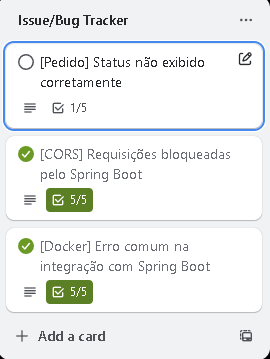 Issue/Bug Tracker
[Pedido] Status não exibido
corretamente
1/5
[CORS] Requisições bloqueadas
pelo Spring Boot
5/5
[Docker] Erro comum na
integração com Spring Boot
5/5
Add a card